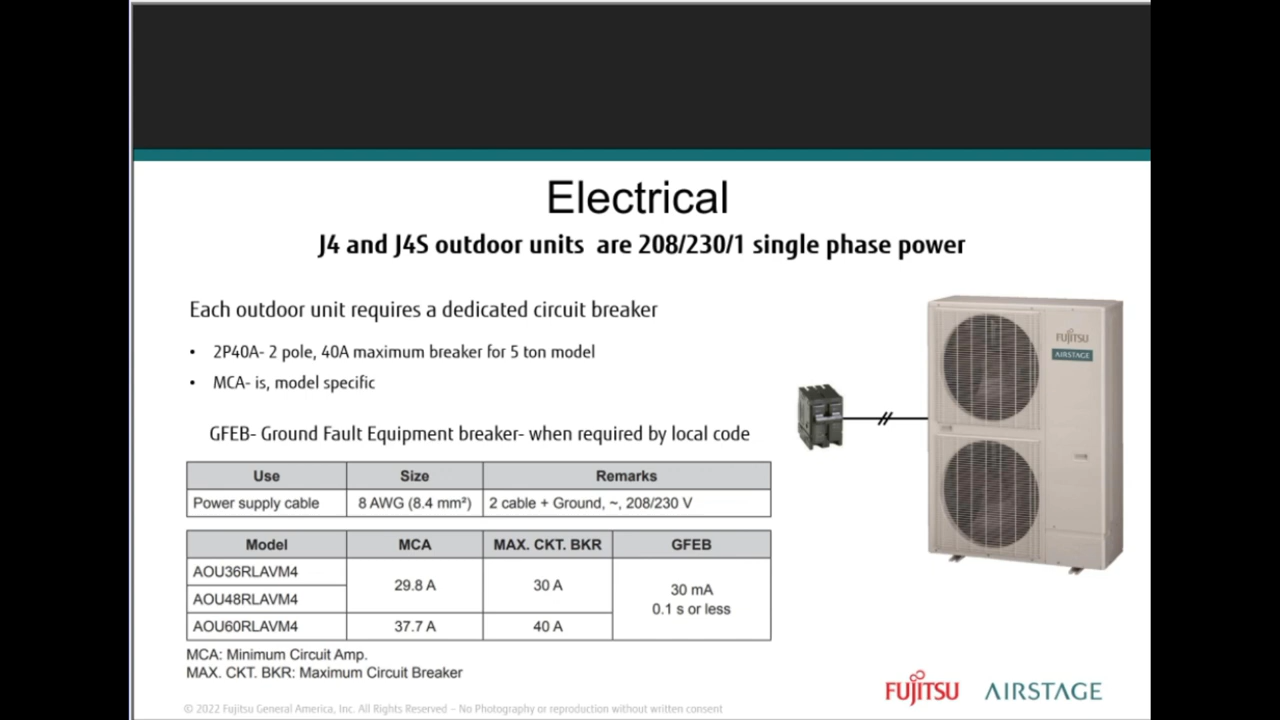 Electrical
J4 and J4S outdoor units are 208/230/1 single phase power
Each outdoor unit requires a dedicated circuit breaker
• 2P40A- 2 pole, 40A maximum breaker for 5 ton model
• MCA- is, model specific
GFEB- Ground Fault Equipment breaker- when required by local code
Use Size Remarks
Power supply cable 8 AWG (8.4 mm²) 2 cable + Ground, ~, 208/230 V
Model MCA MAX. CKT. BKR GFEB
AOU36RLAVM4
29.8 A 30 A
AOU48RLAVM4
30 mA
0.1 s or less
AOU60RLAVM4 37.7 A 40 A
MCA: Minimum Circuit Amp.
MAX. CKT. BKR: Maximum Circuit Breaker
FUJITSU
AIRSTAGE
FUJITSU AIRSTAGE
© 2022 Fujitsu General America, Inc. All Rights Reserved – No Photography or reproduction without written consent